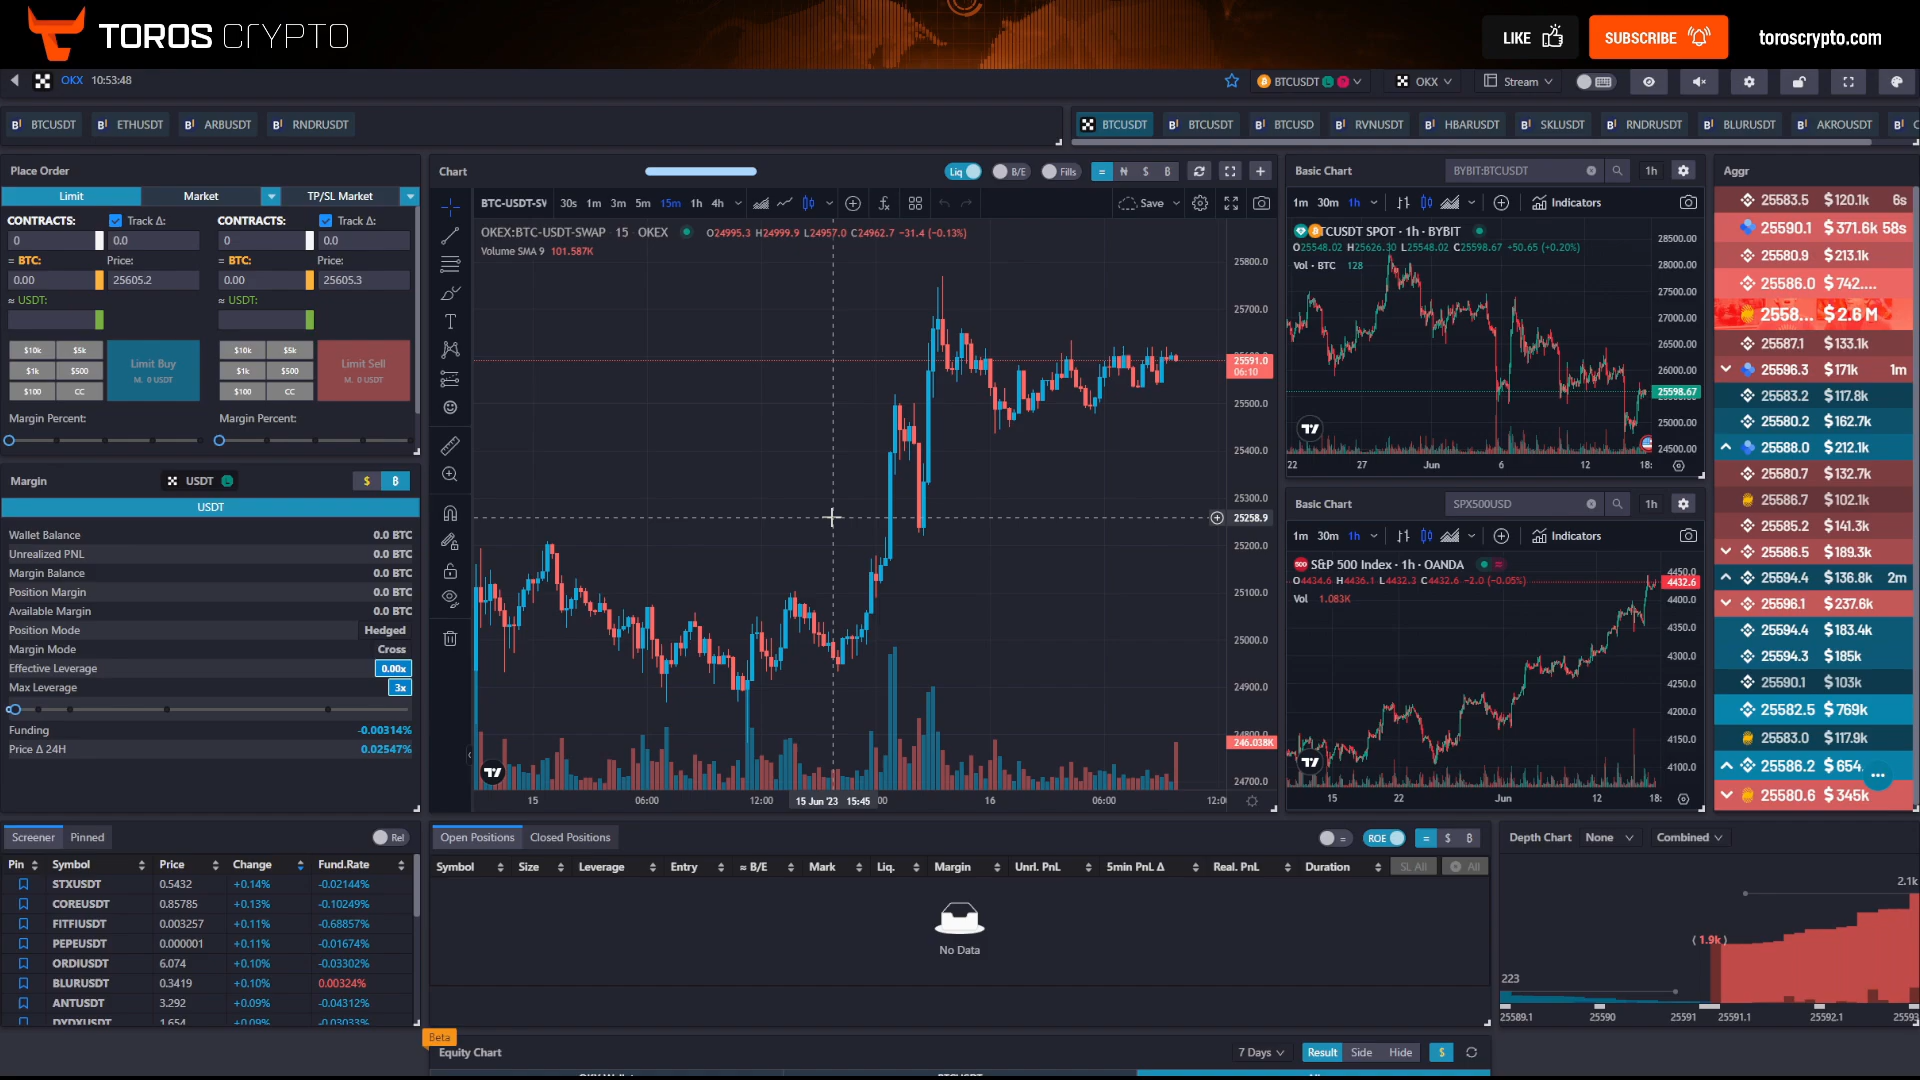 TOROS CRYPTO
LIKE
SUBSCRIBE
toroscrypto.com
OKX 10:53:48
BTCUSDT
OKX
Stream
BTCUSDT ETHUSDT ARBUSDT RNDRUSDT
BTCUSDT BTCUSDT BTCUSD RVNUSDT HBARUSDT SKLUSDT RNDRUSDT BLURUSDT AKROUSDT
Place Order
Limit Market TP/SL Market
CONTRACTS: Track Δ: CONTRACTS: Track Δ:
0 0.0 0 0.0
= BTC: Price: = BTC: Price:
0.00 25605.2 0.00 25605.3
≈ USDT: ≈ USDT:
$10k $5k $10k $5k
$1k $500 Limit Buy $1k $500 Limit Sell
M. 0 USDT M. 0 USDT
$100 CC $100 CC
Margin Percent: Margin Percent:
Margin USDT $ B
USDT
Wallet Balance 0.0 BTC
Unrealized PNL 0.0 BTC
Margin Balance 0.0 BTC
Position Margin 0.0 BTC
Available Margin 0.0 BTC
Position Mode Hedged
Margin Mode Cross
Effective Leverage 0.00x
Max Leverage 3x
Funding -0.00314%
Price Δ 24H 0.02547%
Chart Liq B/E Fills = ₦ $ B
BTC-USDT-SV 30s 1m 3m 5m 15m 1h 4h Save
OKEX:BTC-USDT-SWAP 15 OKEX O24995.3 H24999.9 L24957.0 C24962.7 -31.4 (-0.13%)
Volume SMA 9 101.587K
25800.0
25700.0
25591.0
06:10
25500.0
25400.0
25300.0
25258.9
25200.0
25100.0
25000.0
24900.0
246.038K
24700.0
15 06:00 12:00 15 Jun '23 15:45 :00 16 06:00 12:0
Basic Chart BYBIT:BTCUSDT 1h
1m 30m 1h Indicators
TCUSDT SPOT · 1h · BYBIT
O25548.02 H25626.30 L25548.02 C25598.67 +50.65 (+0.20%)
Vol · BTC 128
28500.00
28000.00
27500.00
27000.00
26500.00
26000.00
25598.67
25000.00
24500.00
22 27 Jun 6 12 18:
Basic Chart SPX500USD 1h
1m 30m 1h Indicators
500 S&P 500 Index · 1h · OANDA
O4434.6 H4436.1 L4432.3 C4432.6 -2.0 (-0.05%)
Vol 1.083K
4450.0
4432.6
4400.0
4350.0
4300.0
4250.0
4200.0
4150.0
4100.0
15 22 Jun 12 18:
Aggr
25583.5 $120.1k 6s
25590.1 $371.6k 58s
25580.9 $213.1k
25586.0 $742....
2558... $2.6 M
25587.1 $133.1k
25596.3 $171k 1m
25583.2 $117.8k
25580.2 $162.7k
25588.0 $212.1k
25580.7 $132.7k
25586.7 $102.1k
25585.2 $141.3k
25586.5 $189.3k
25594.4 $136.8k 2m
25596.1 $237.6k
25594.4 $183.4k
25594.3 $185k
25590.1 $103k
25582.5 $769k
25583.0 $117.9k
25586.2 $654
25580.6 $345k
Screener Pinned Rel
Pin Symbol Price Change Fund.Rate
STXUSDT 0.5432 +0.14% -0.02144%
COREUSDT 0.85785 +0.13% -0.10249%
FITFIUSDT 0.003257 +0.11% -0.68857%
PEPEUSDT 0.000001 +0.11% -0.01674%
ORDIUSDT 6.074 +0.10% -0.03302%
BLURUSDT 0.3419 +0.10% 0.00324%
ANTUSDT 3.292 +0.09% -0.04312%
DYDXUSDT 1.654 +0.09% -0.03033%
Open Positions Closed Positions = ROE = $ B
Symbol Size Leverage Entry ≈ B/E Mark Liq. Margin Unrl. PnL 5min PnL Δ Real. PnL Duration SL All All
No Data
Depth Chart None Combined
2.1k
(1.9k)
223
25589.1 25590 25591 25591.1 25592.1 25593
Beta
Equity Chart 7 Days Result Side Hide $